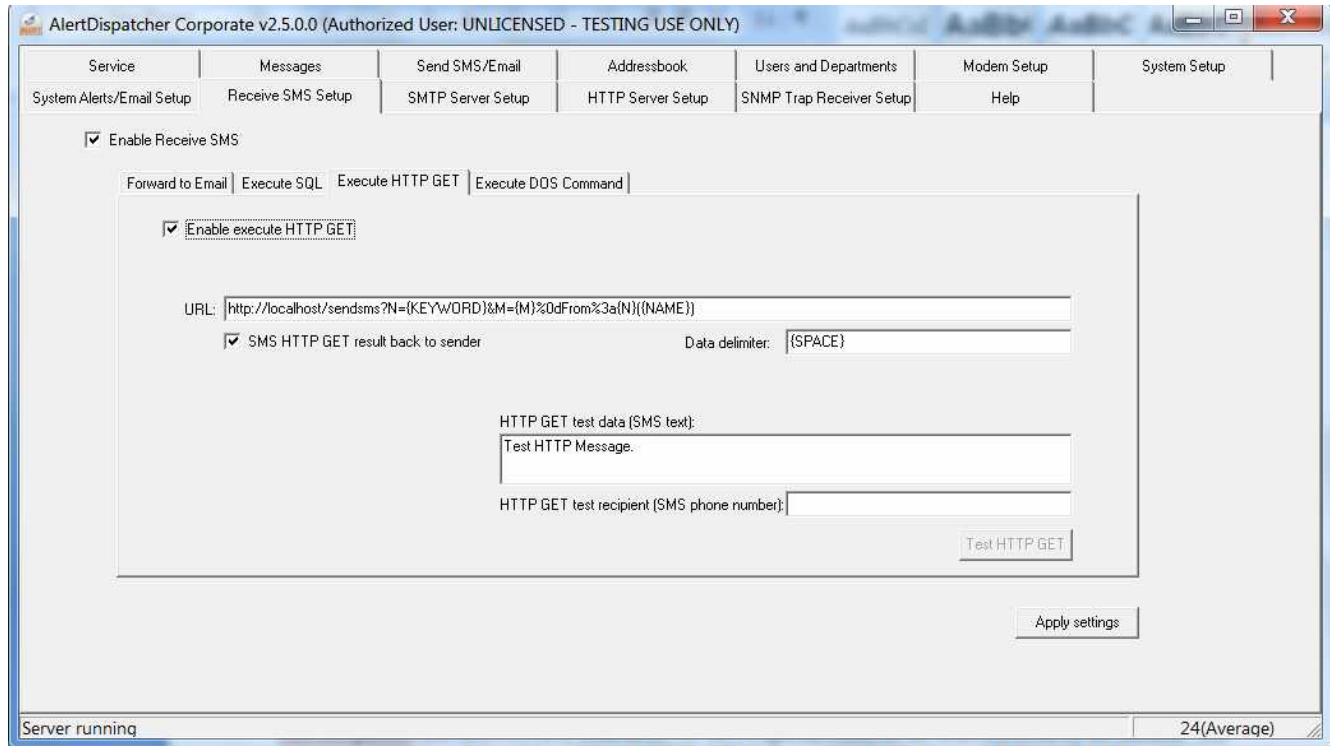 AlertDispatcher Corporate v2.5.0.0 (Authorized User: UNLICENSED - TESTING USE ONLY)
Service Messages Send SMS/Email Addressbook Users and Departments Modem Setup System Setup
System Alerts/Email Setup Receive SMS Setup SMTP Server Setup HTTP Server Setup SNMP Trap Receiver Setup Help
Enable Receive SMS
Forward to Email Execute SQL Execute HTTP GET Execute DOS Command
Enable execute HTTP GET
URL: http://localhost/sendsms?N={KEYWORD}&M={M}%0dFrom%3a{N}({NAME})
SMS HTTP GET result back to sender Data delimiter: {SPACE}
HTTP GET test data (SMS text):
Test HTTP Message.
HTTP GET test recipient (SMS phone number):
Test HTTP GET
Apply settings
Server running 24(Average)